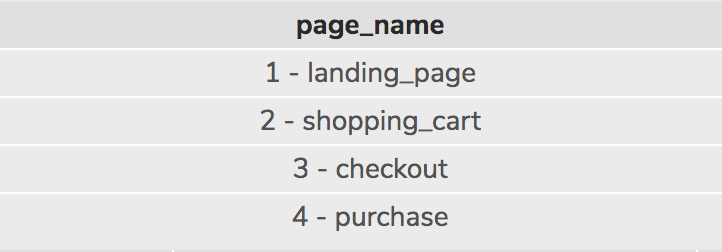 page_name
1 - landing_page
2 - shopping_cart
3 - checkout
4 - purchase